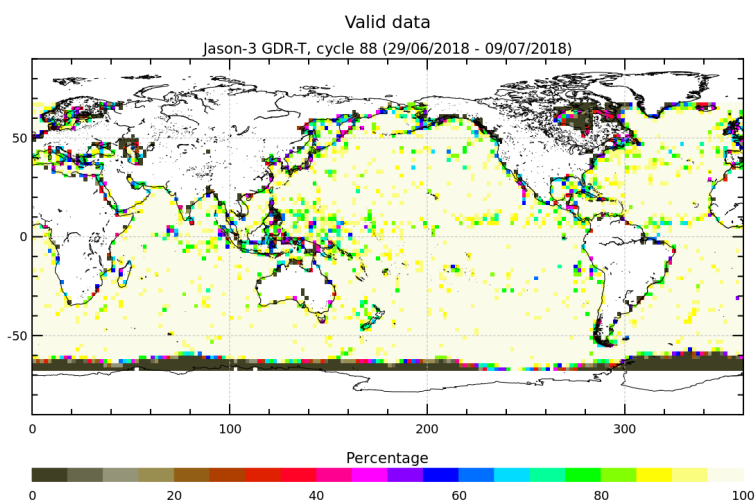 Valid data
Jason-3 GDR-T, cycle 88 (29/06/2018 - 09/07/2018)
50
0
-50
0 100 200 300
Percentage
0 20 40 60 80 100